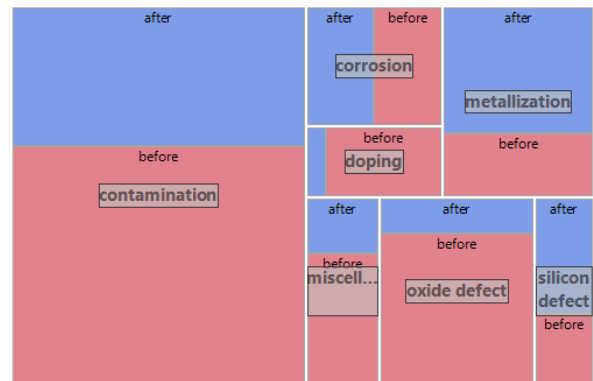 after
before
contamination
after
before
corrosion
before
doping
after
metallization
before
after
before
miscell...
after
before
oxide defect
after
silicon
defect
before